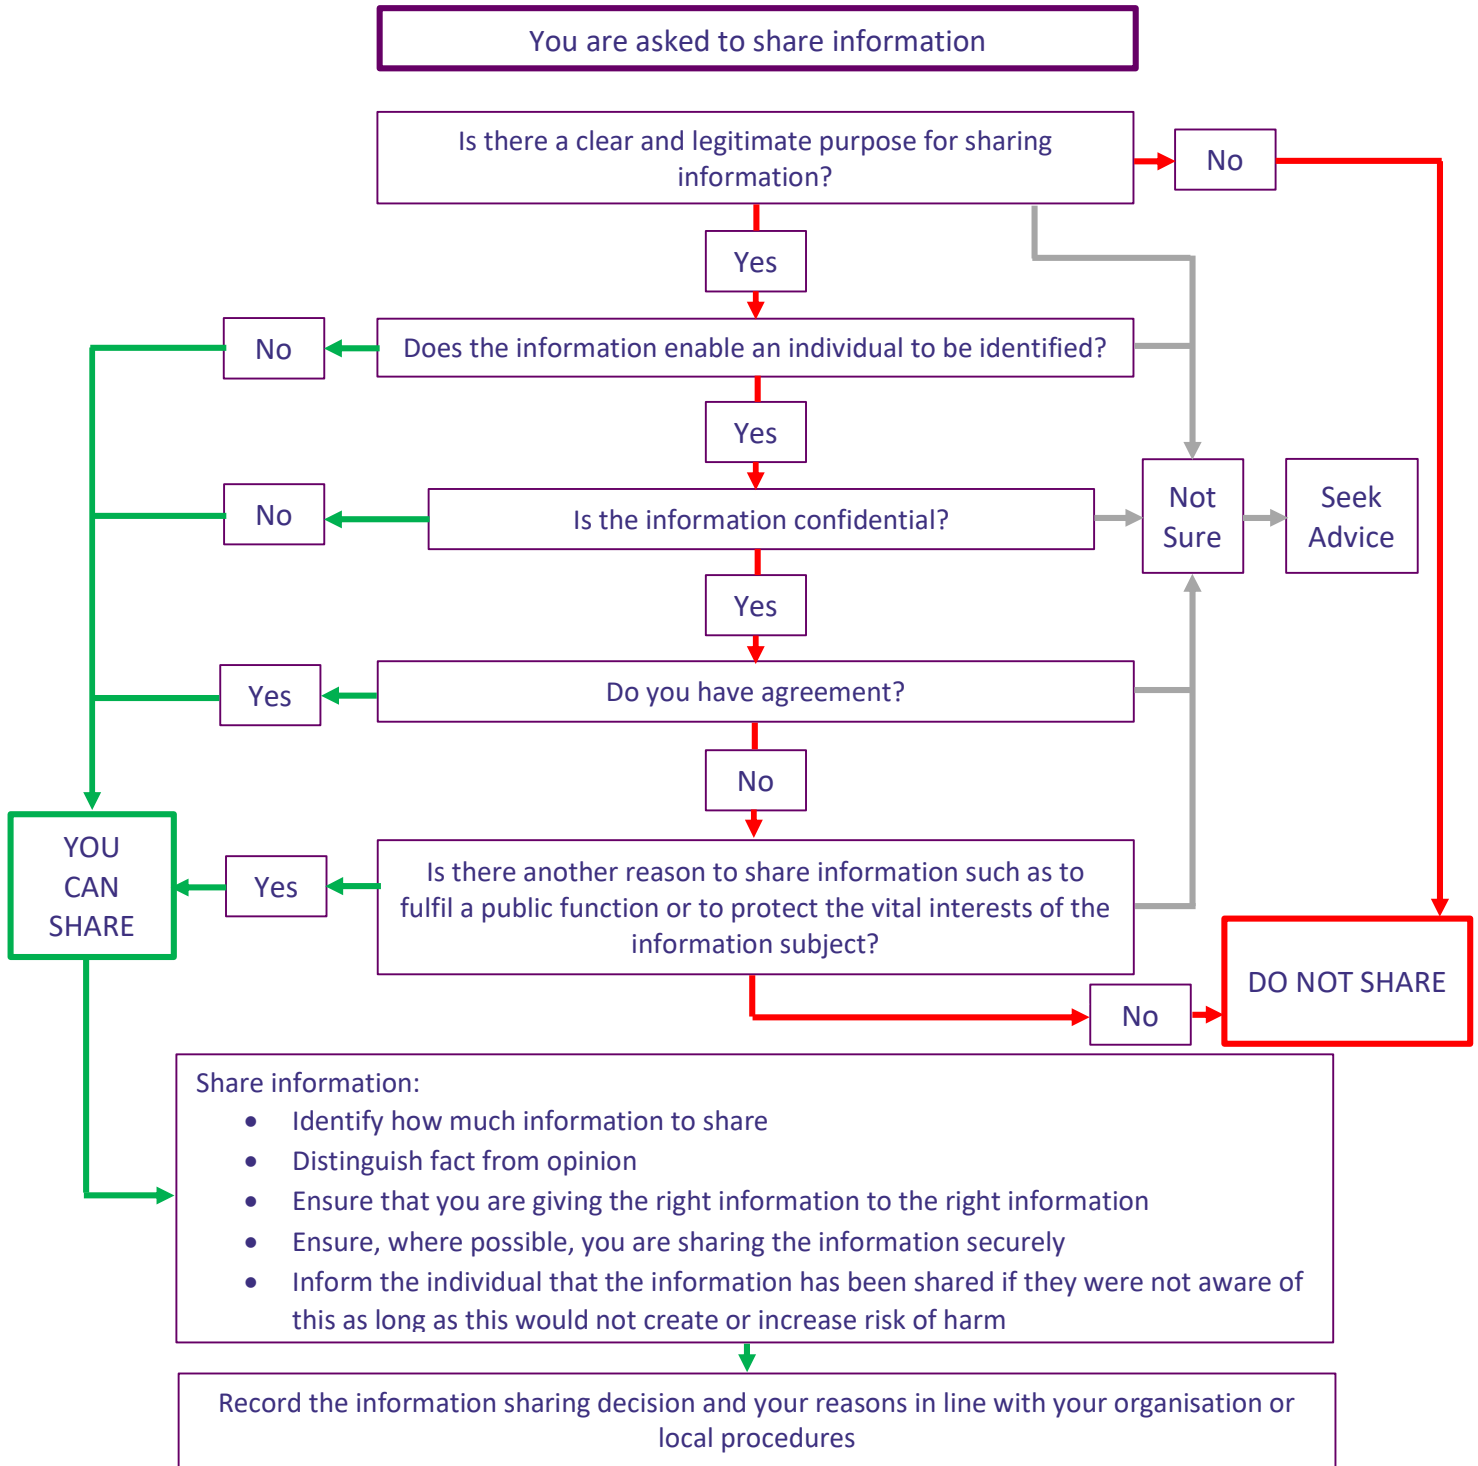 You are asked to share information
Is there a clear and legitimate purpose for sharing
information?
No
Yes
No
Does the information enable an individual to be identified?
Yes
No
Is the information confidential?
Not
Sure
Seek
Advice
Yes
Yes
Do you have agreement?
No
YOU
CAN
SHARE
Yes
Is there another reason to share information such as to
fulfil a public function or to protect the vital interests of the
information subject?
DO NOT SHARE
No
Share information:
• Identify how much information to share
• Distinguish fact from opinion
• Ensure that you are giving the right information to the right information
• Ensure, where possible, you are sharing the information securely
• Inform the individual that the information has been shared if they were not aware of
this as long as this would not create or increase risk of harm
Record the information sharing decision and your reasons in line with your organisation or
local procedures